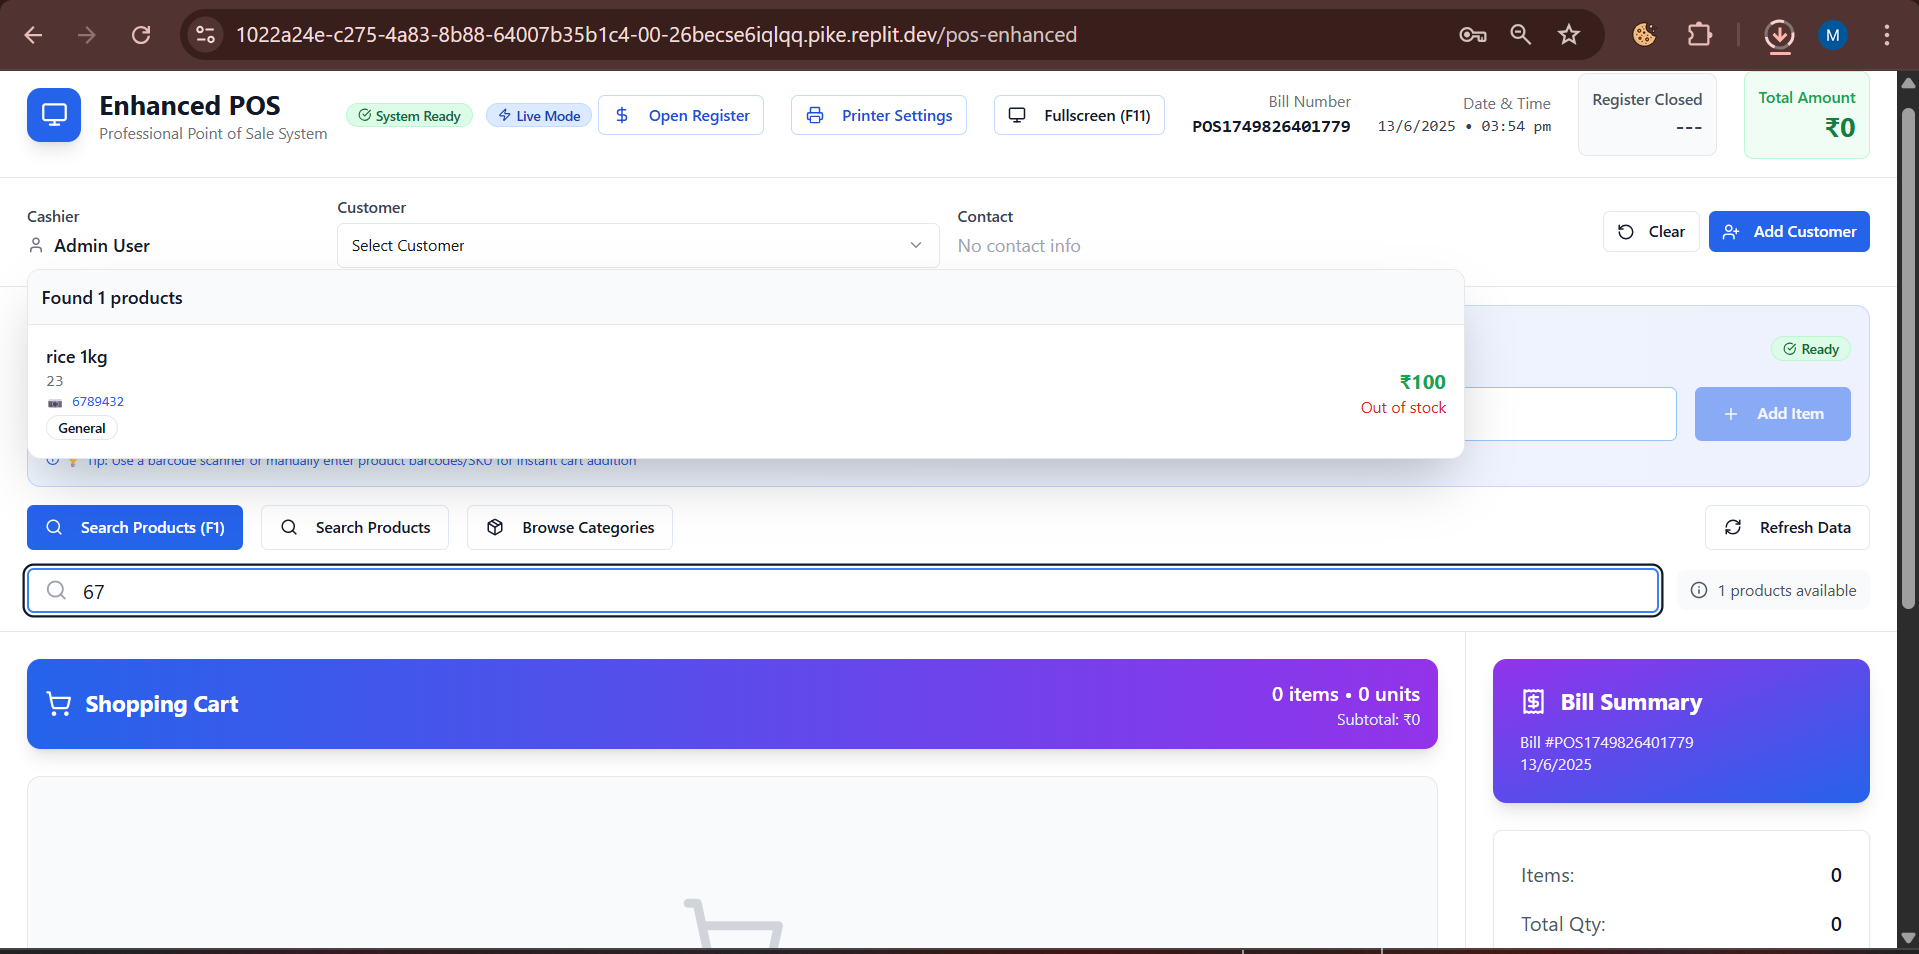 1022a24e-c275-4a83-8b88-64007b35b1c4-00-26becse6iqlqq.pike.replit.dev/pos-enhanced
M
Enhanced POS
Professional Point of Sale System
System Ready
Live Mode
Open Register
Printer Settings
Fullscreen (F11)
Bill Number
POS1749826401779
Date & Time
13/6/2025 • 03:54 pm
Register Closed
---
Total Amount
₹0
Cashier
Admin User
Customer
Select Customer
Contact
No contact info
Clear
Add Customer
Found 1 products
rice 1kg
23
6789432
General
₹100
Out of stock
Ready
Add Item
Tip: Use a barcode scanner or manually enter product barcodes/SKU for instant cart addition
Search Products (F1)
Search Products
Browse Categories
Refresh Data
67
1 products available
Shopping Cart
0 items • 0 units
Subtotal: ₹0
Bill Summary
Bill #POS1749826401779
13/6/2025
Items:
0
Total Qty:
0